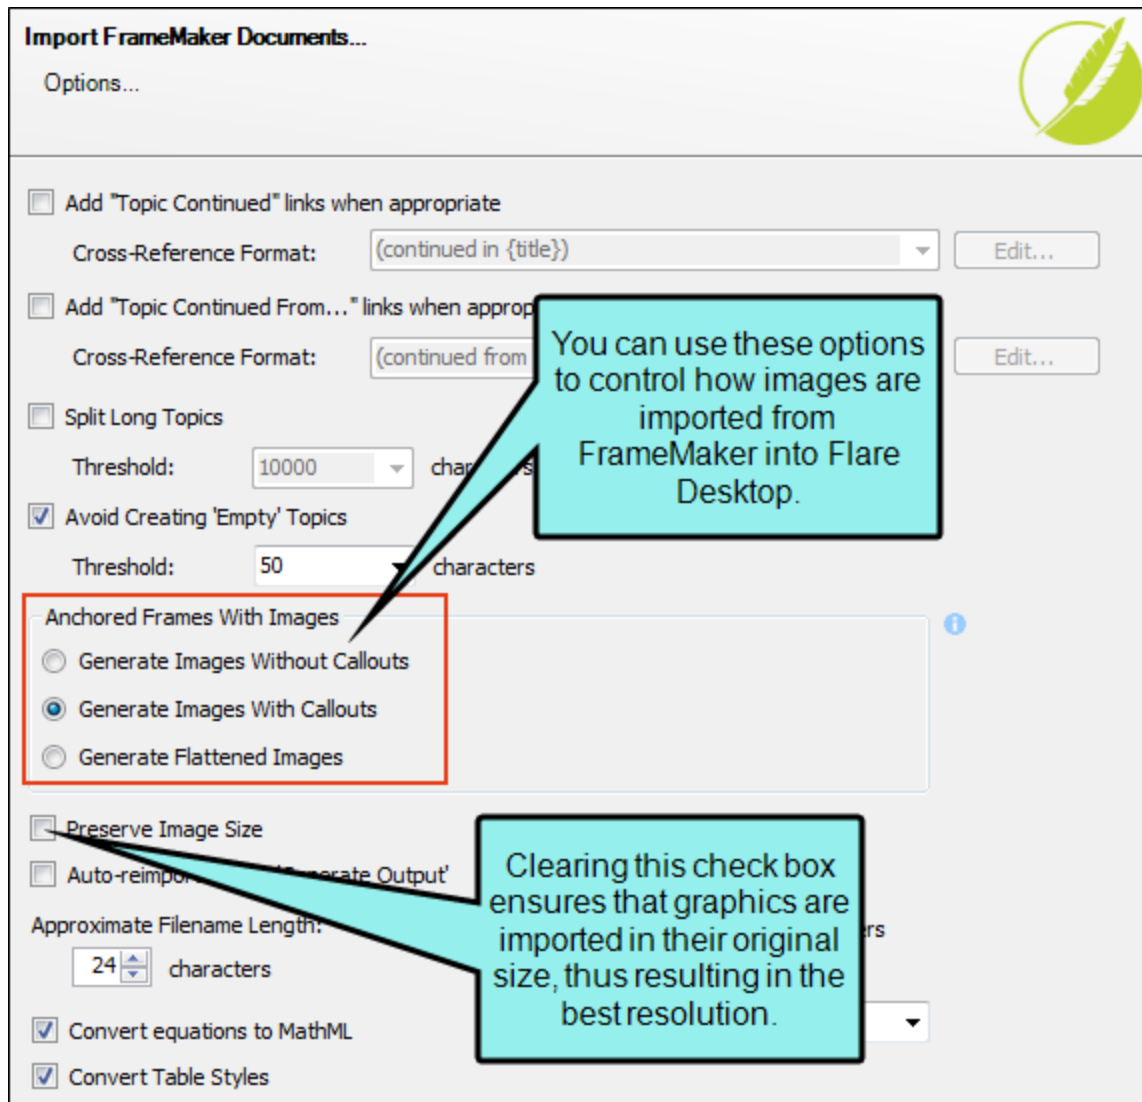 Import FrameMaker Documents...
Options...
Add "Topic Continued" links when appropriate
Cross-Reference Format:
(continued in {title})
Edit...
Add "Topic Continued From..." links when
Cross-Reference Format:
(continued from
Edit...
You can use these options
to control how images are
imported from
FrameMaker into Flare
Desktop.
Split Long Topics
Threshold:
10000
Avoid Creating 'Empty' Topics
Threshold:
50
characters
Anchored Frames With Images
Generate Images Without Callouts
Generate Images With Callouts
Generate Flattened Images
Preserve Image Size
Output'
Clearing this check box
ensures that graphics are
imported in their original
size, thus resulting in the
best resolution.
Approximate Filename Length:
24
characters
Convert equations to MathML
Convert Table Styles